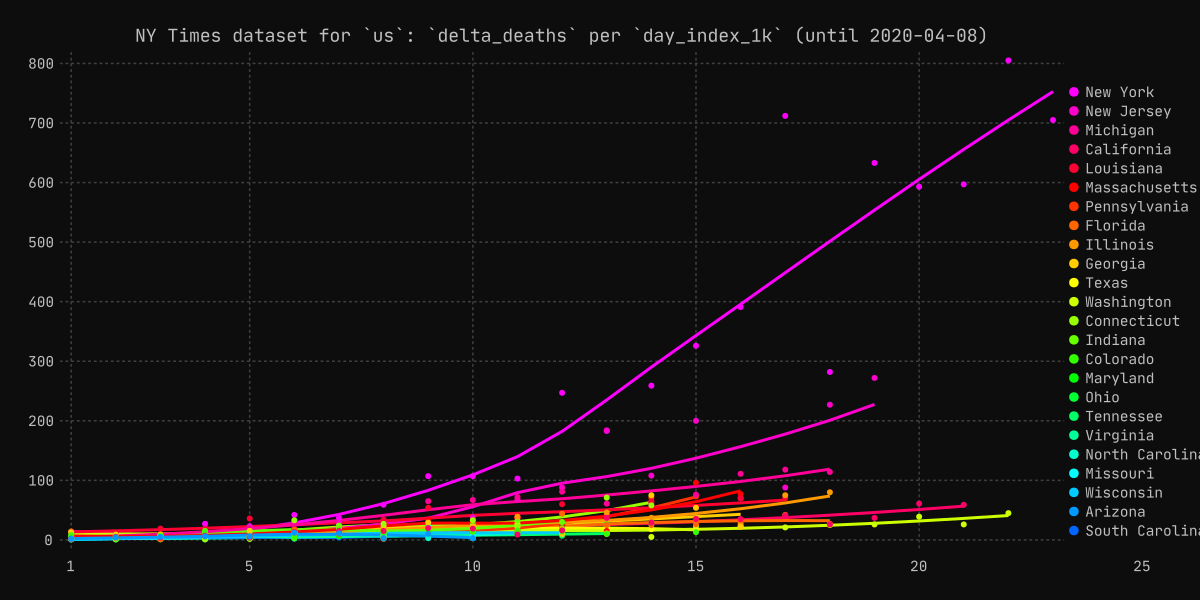 NY Times dataset for `us`: `delta_deaths` per `day_index_1k` (until 2020-04-08)
800
700
600
500
400
300
200
100
0
1
5
10
15
20
25
New York
New Jersey
Michigan
California
Louisiana
Massachusetts
Pennsylvania
Florida
Illinois
Georgia
Texas
Washington
Connecticut
Indiana
Colorado
Maryland
Ohio
Tennessee
Virginia
North Carolina
Missouri
Wisconsin
Arizona
South Carolina